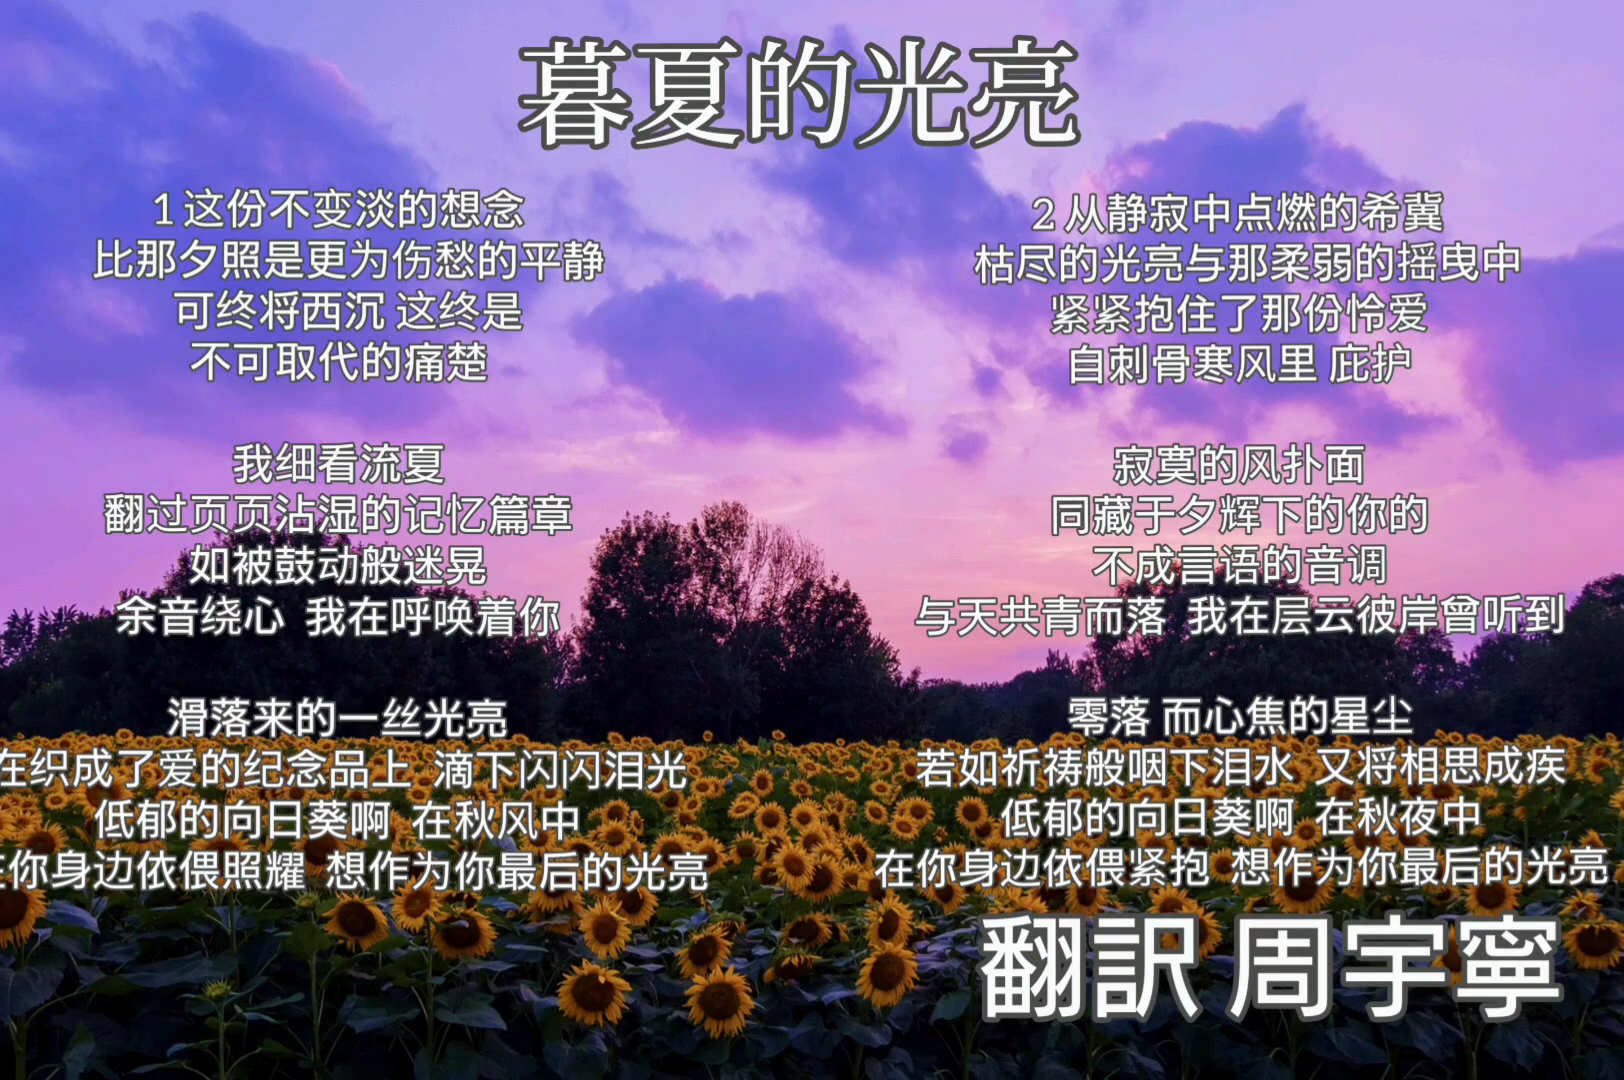 暮夏的光亮
1 这份不变淡的想念
比那夕照是更为伤愁的平静
可终将西沉 这终是
不可取代的痛楚
我细看流夏
翻过页页沾湿的记忆篇章
如被鼓动般迷晃
余音绕心 我在呼唤着你
滑落来的一丝光亮
在织成了爱的纪念品上 滴下闪闪泪光
低郁的向日葵啊 在秋风中
在你身边依偎照耀 想作为你最后的光亮
2 从静寂中点燃的希冀
枯尽的光亮与那柔弱的摇曳中
紧紧抱住了那份怜爱
自刺骨寒风里 庇护
寂寞的风扑面
同藏于夕辉下的你的
不成言语的音调
与天共青而落 我在层云彼岸曾听到
零落 而心焦的星尘
若如祈祷般咽下泪水 又将相思成疾
低郁的向日葵啊 在秋夜中
在你身边依偎紧抱 想作为你最后的光亮
翻訳 周宇寧